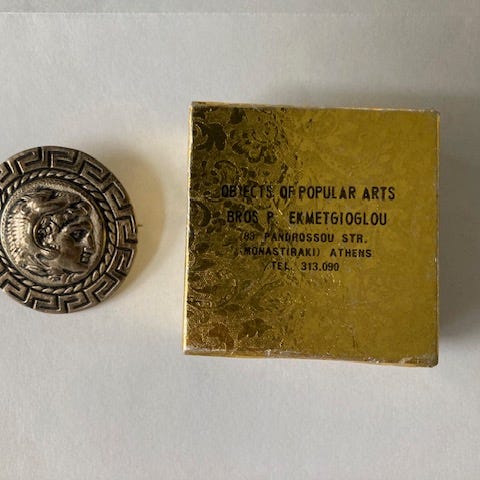 OBJECTS OF POPULAR ARTS
BROS P. EKMETGIOGLOU
(83 PANDROSSOU STR.
MONASTIRAKI) ATHENS
TEL. 313.090